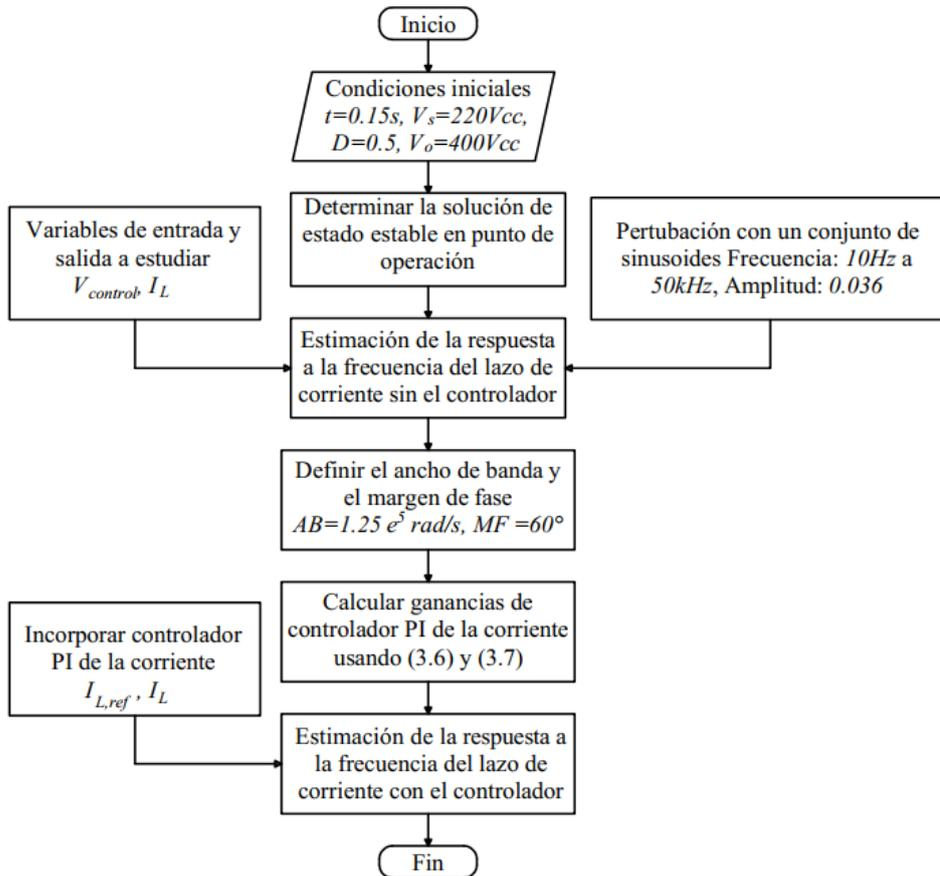 Inicio
Condiciones iniciales
t=0.15s, Vs=220Vcc,
D=0.5, Vo=400Vcc
Determinar la solución de
estado estable en punto de
operación
Variables de entrada y
salida a estudiar
Vcontrol, IL
Pertubación con un conjunto de
sinusoides Frecuencia: 10Hz a
50kHz, Amplitud: 0.036
Estimación de la respuesta
a la frecuencia del lazo de
corriente sin el controlador
Definir el ancho de banda y
el margen de fase
AB=1.25 e⁵ rad/s, MF =60°
Calcular ganancias de
controlador PI de la corriente
usando (3.6) y (3.7)
Incorporar controlador
PI de la corriente
IL,ref , IL
Estimación de la respuesta a
la frecuencia del lazo de
corriente con el controlador
Fin